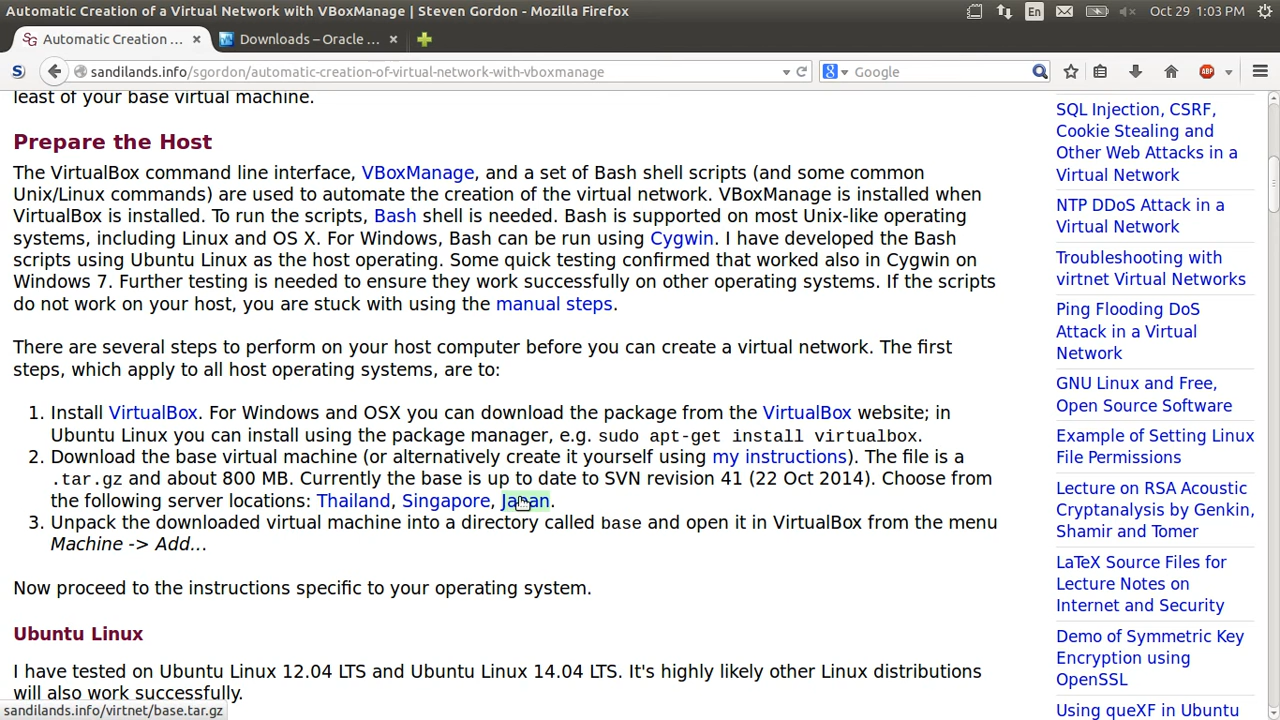 Automatic Creation of a Virtual Network with VBoxManage | Steven Gordon - Mozilla Firefox
En
Oct 29 1:03 PM
SG Automatic Creation ... ×
Downloads – Oracle ... ×
S
sandilands.info/sgordon/automatic-creation-of-virtual-network-with-vboxmanage
8 Google
ABP
least of your base virtual machine.
Prepare the Host
The VirtualBox command line interface, VBoxManage, and a set of Bash shell scripts (and some common
Unix/Linux commands) are used to automate the creation of the virtual network. VBoxManage is installed when
VirtualBox is installed. To run the scripts, Bash shell is needed. Bash is supported on most Unix-like operating
systems, including Linux and OS X. For Windows, Bash can be run using Cygwin. I have developed the Bash
scripts using Ubuntu Linux as the host operating. Some quick testing confirmed that worked also in Cygwin on
Windows 7. Further testing is needed to ensure they work successfully on other operating systems. If the scripts
do not work on your host, you are stuck with using the manual steps.
There are several steps to perform on your host computer before you can create a virtual network. The first
steps, which apply to all host operating systems, are to:
1. Install VirtualBox. For Windows and OSX you can download the package from the VirtualBox website; in
Ubuntu Linux you can install using the package manager, e.g. sudo apt-get install virtualbox.
2. Download the base virtual machine (or alternatively create it yourself using my instructions). The file is a
.tar.gz and about 800 MB. Currently the base is up to date to SVN revision 41 (22 Oct 2014). Choose from
the following server locations: Thailand, Singapore, Japan.
3. Unpack the downloaded virtual machine into a directory called base and open it in VirtualBox from the menu
Machine -> Add...
Now proceed to the instructions specific to your operating system.
Ubuntu Linux
I have tested on Ubuntu Linux 12.04 LTS and Ubuntu Linux 14.04 LTS. It's highly likely other Linux distributions
will also work successfully.
sandilands.info/virtnet/base.tar.gz
SQL Injection, CSRF,
Cookie Stealing and
Other Web Attacks in a
Virtual Network
NTP DDoS Attack in a
Virtual Network
Troubleshooting with
virtnet Virtual Networks
Ping Flooding DoS
Attack in a Virtual
Network
GNU Linux and Free,
Open Source Software
Example of Setting Linux
File Permissions
Lecture on RSA Acoustic
Cryptanalysis by Genkin,
Shamir and Tomer
LaTeX Source Files for
Lecture Notes on
Internet and Security
Demo of Symmetric Key
Encryption using
OpenSSL
Using queXF in Ubuntu